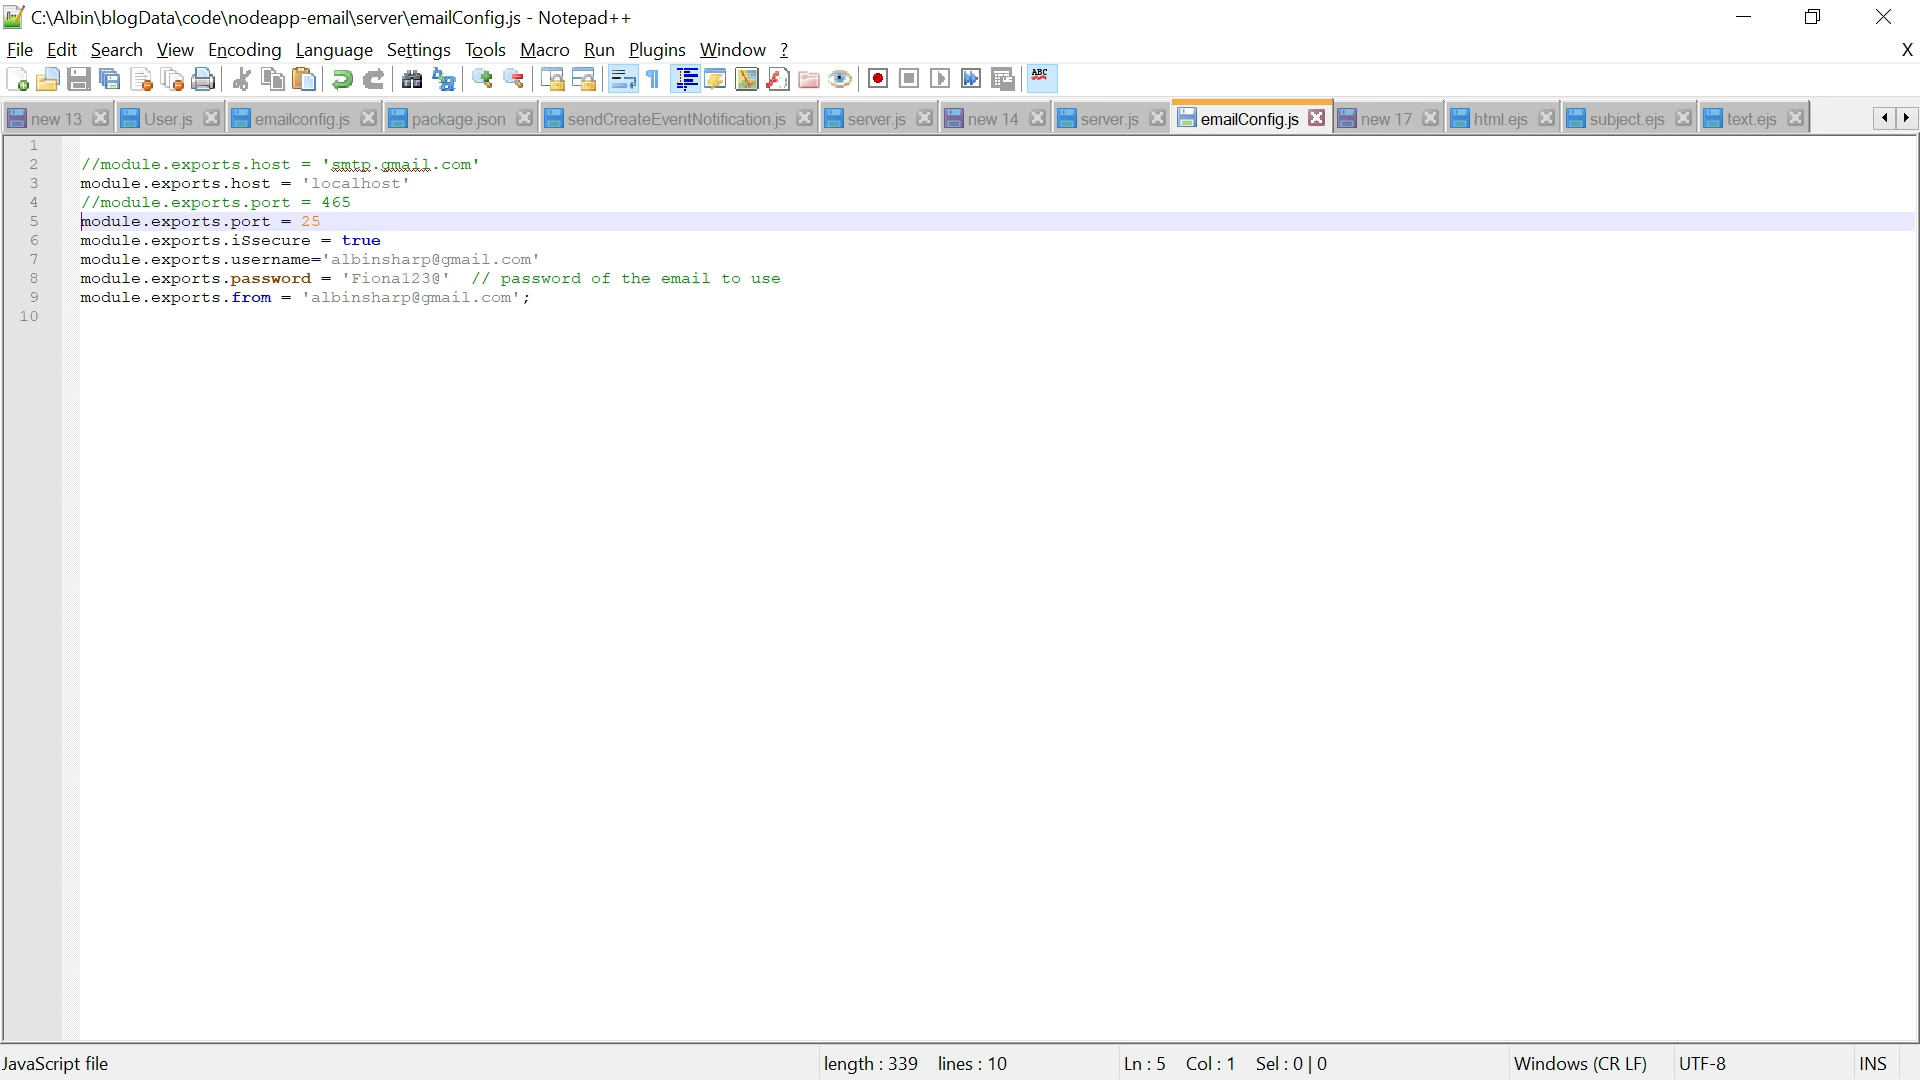 C:\Albin\blogData\code\nodeapp-email\server\emailConfig.js - Notepad++
File Edit Search View Encoding Language Settings Tools Macro Run Plugins Window ?
X
ABC
new 13 User.js emailconfig.js package.json sendCreateEventNotification.js server.js new 14 server.js emailConfig.js new 17 html.ejs subject.ejs text.ejs
1
2 //module.exports.host = 'smtp.gmail.com'
3 module.exports.host = 'localhost'
4 //module.exports.port = 465
5 module.exports.port = 25
6 module.exports.iSsecure = true
7 module.exports.username='albinsharp@gmail.com'
8 module.exports.password = 'Fiona123@' // password of the email to use
9 module.exports.from = 'albinsharp@gmail.com';
10
JavaScript file length : 339 lines : 10 Ln : 5 Col : 1 Sel : 0 | 0 Windows (CR LF) UTF-8 INS